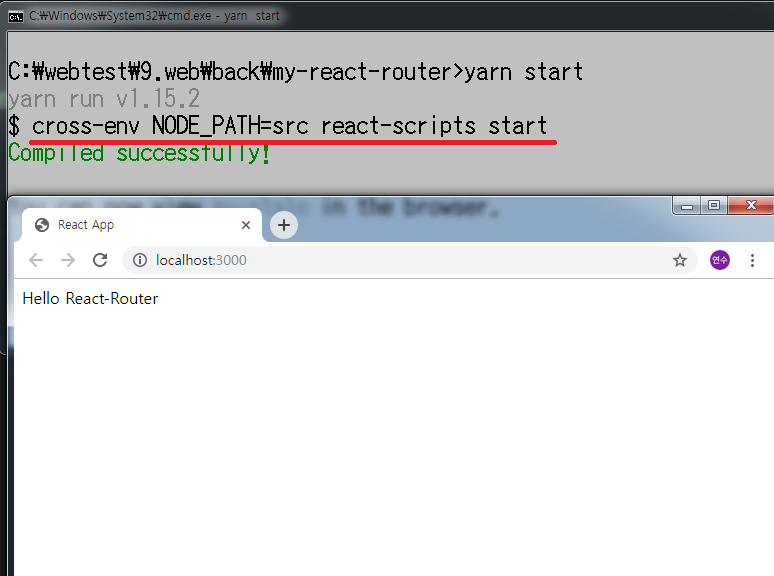 C:\Windows\System32\cmd.exe - yarn  start
C:₩webtest₩9.web₩back₩my-react-router>yarn start
yarn run v1.15.2
$ cross-env NODE_PATH=src react-scripts start
Compiled successfully!
in the browser.
React App
localhost:3000
연수
Hello React-Router